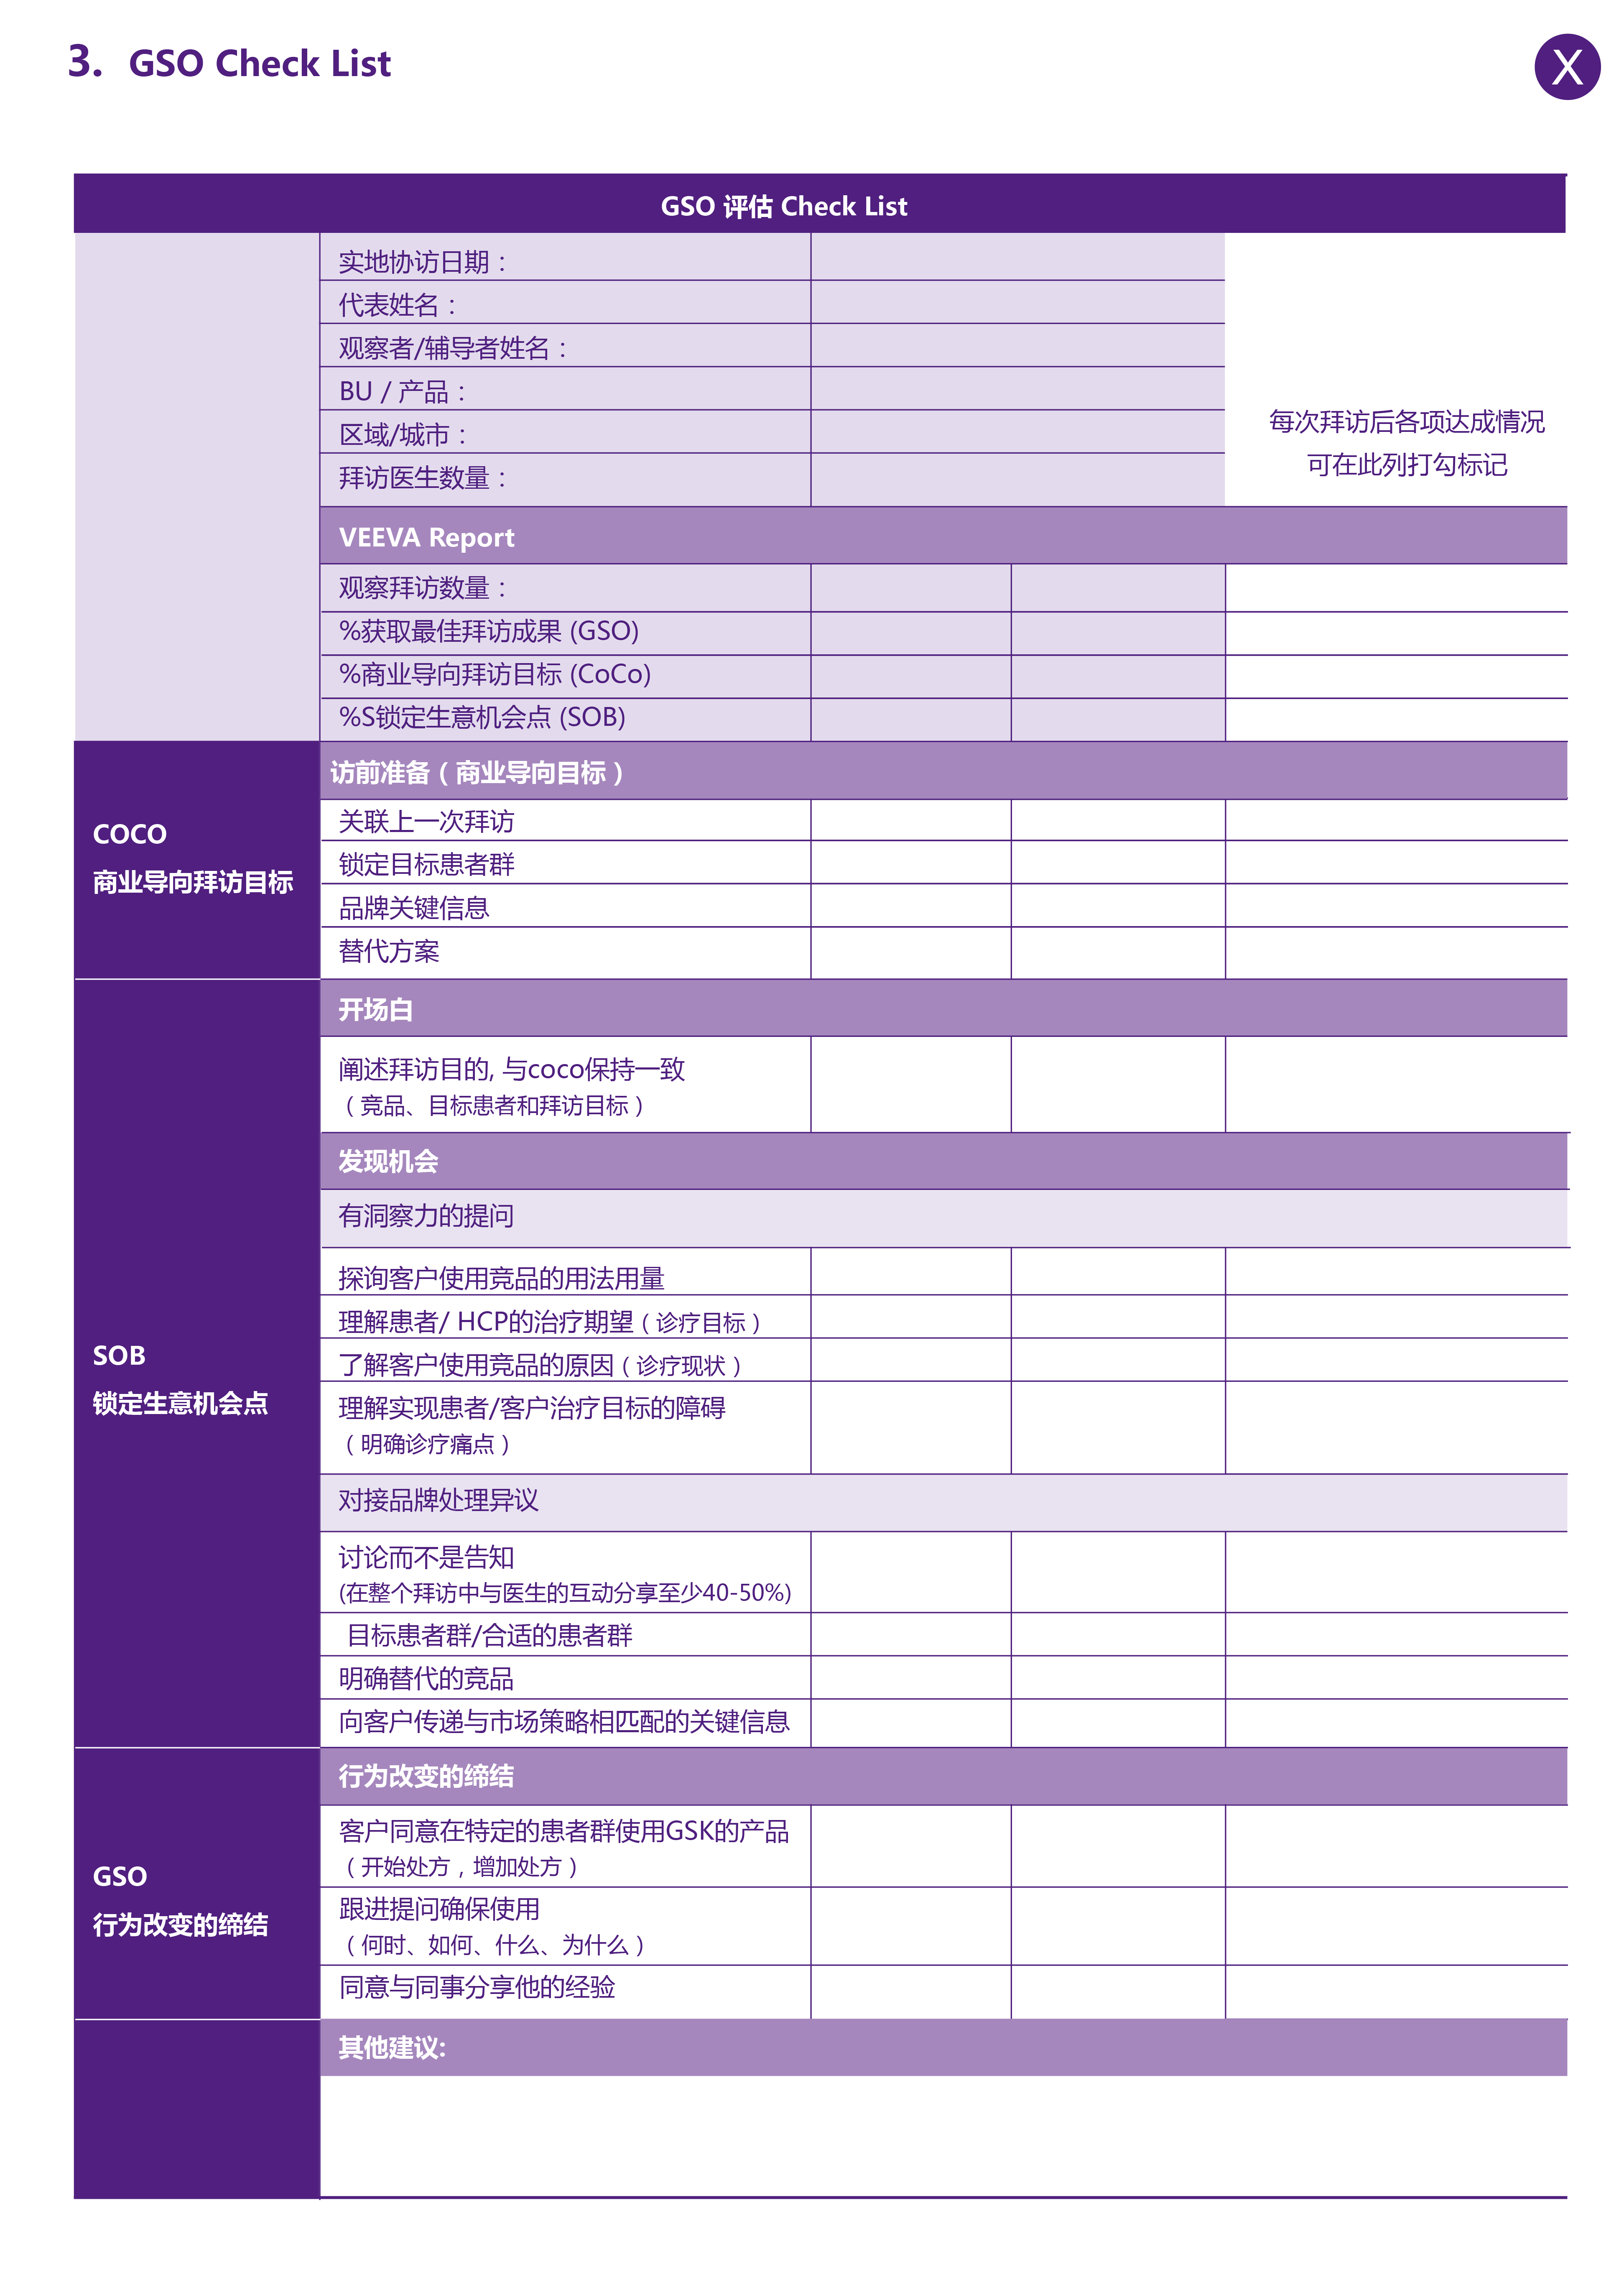 3. GSO Check List
X
GSO 评估 Check List
实地协访日期：
代表姓名：
观察者/辅导者姓名：
BU / 产品：
区域/城市：
拜访医生数量：
每次拜访后各项达成情况
可在此列打勾标记
VEEVA Report
观察拜访数量：
%获取最佳拜访成果 (GSO)
%商业导向拜访目标 (CoCo)
%S锁定生意机会点 (SOB)
COCO
商业导向拜访目标
访前准备（商业导向目标）
关联上一次拜访
锁定目标患者群
品牌关键信息
替代方案
SOB
锁定生意机会点
开场白
阐述拜访目的, 与coco保持一致
（竞品、目标患者和拜访目标）
发现机会
有洞察力的提问
探询客户使用竞品的用法用量
理解患者/ HCP的治疗期望（诊疗目标）
了解客户使用竞品的原因（诊疗现状）
理解实现患者/客户治疗目标的障碍
（明确诊疗痛点）
对接品牌处理异议
讨论而不是告知
(在整个拜访中与医生的互动分享至少40-50%)
目标患者群/合适的患者群
明确替代的竞品
向客户传递与市场策略相匹配的关键信息
GSO
行为改变的缔结
行为改变的缔结
客户同意在特定的患者群使用GSK的产品
（开始处方，增加处方）
跟进提问确保使用
（何时、如何、什么、为什么）
同意与同事分享他的经验
其他建议: